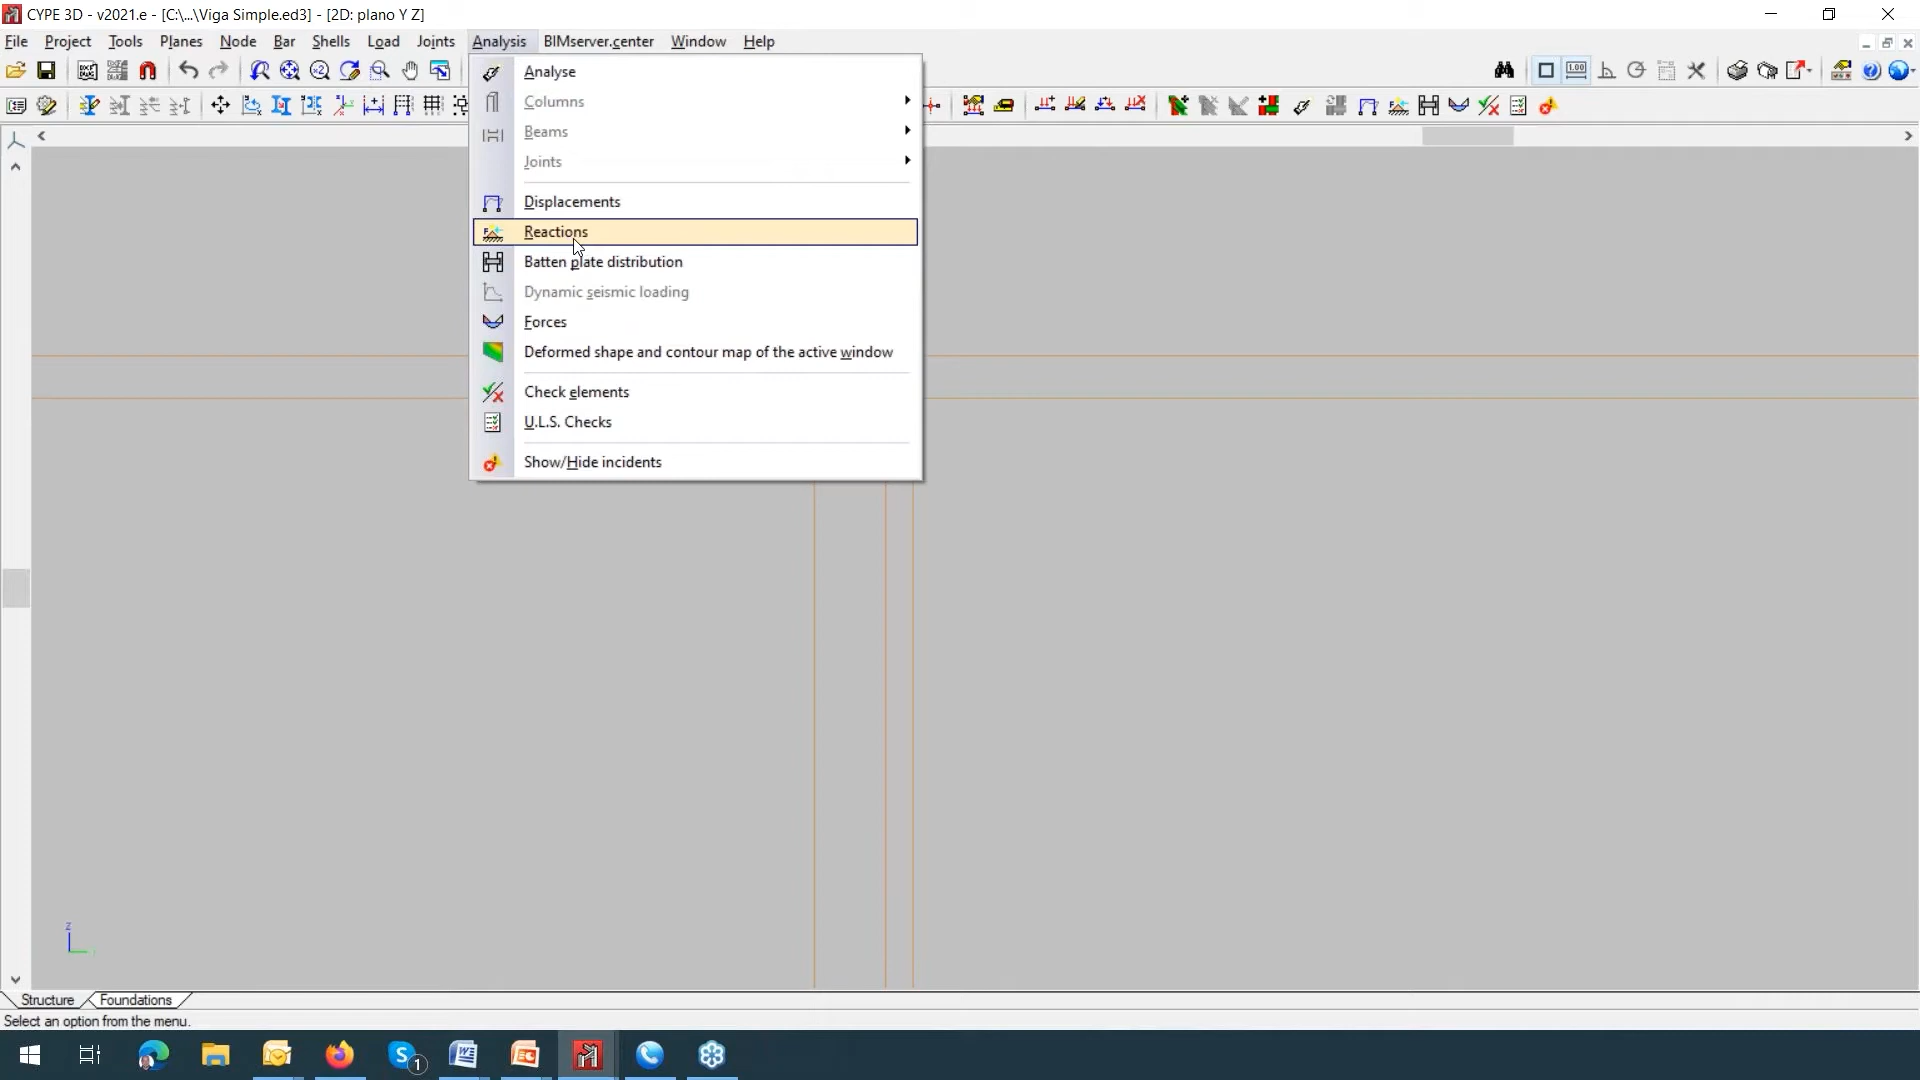 CYPE 3D - v2021.e - [C:\...\Viga Simple.ed3] - [2D: plano Y Z]
File Project Tools Planes Node Bar Shells Load Joints Analysis BIMserver.center Window Help
Analyse
Columns
Beams
Joints
Displacements
Reactions
Batten plate distribution
Dynamic seismic loading
Forces
Deformed shape and contour map of the active window
Check elements
U.L.S. Checks
Show/Hide incidents
z
Structure Foundations
Select an option from the menu.
1